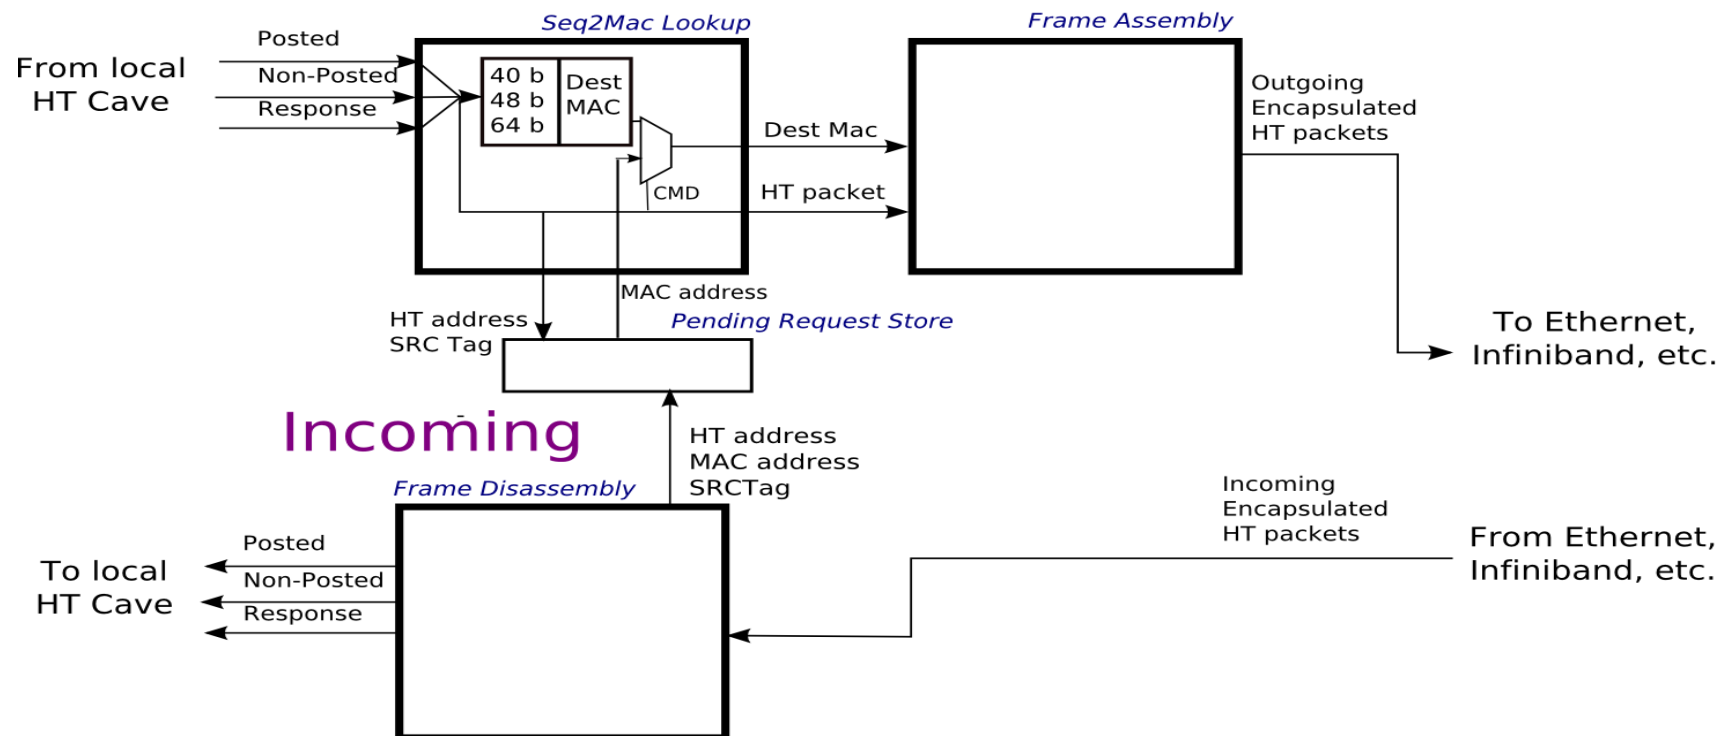 Seq2Mac Lookup
Frame Assembly
From local
HT Cave
Posted
Non-Posted
Response
40 b
48 b
64 b
Dest
MAC
CMD
Dest Mac
HT packet
Outgoing
Encapsulated
HT packets
To Ethernet,
Infiniband, etc.
HT address
SRC Tag
MAC address
Pending Request Store
Incoming
HT address
MAC address
SRCTag
Frame Disassembly
Incoming
Encapsulated
HT packets
From Ethernet,
Infiniband, etc.
To local
HT Cave
Posted
Non-Posted
Response